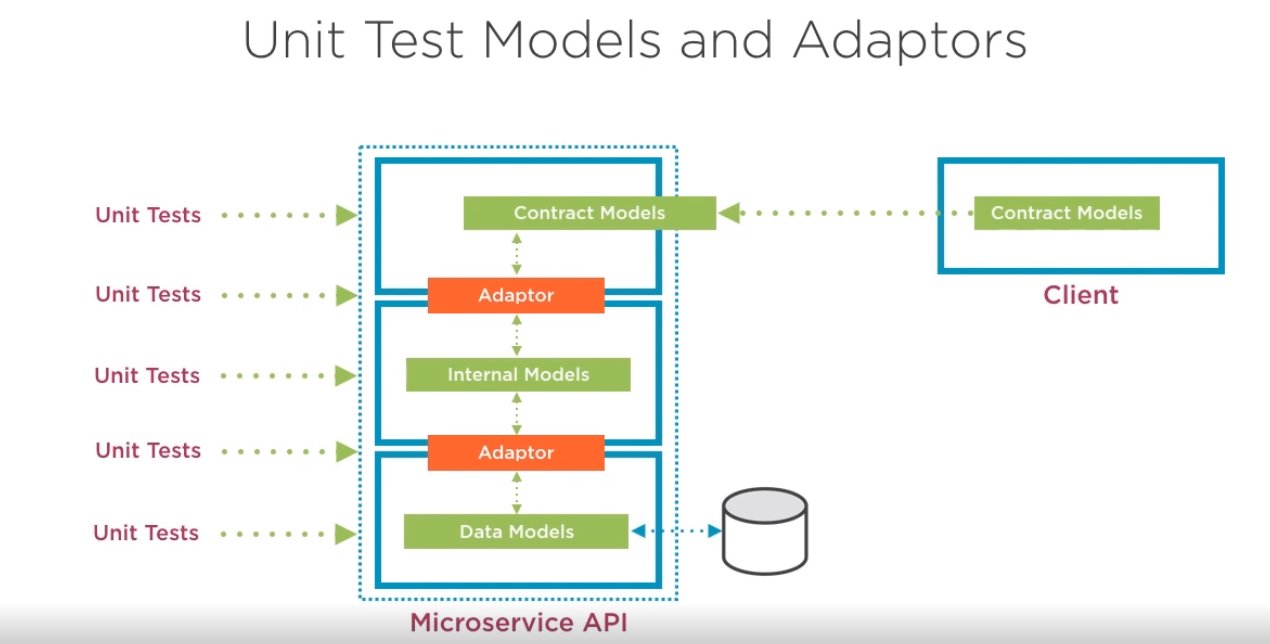 Unit Test Models and Adaptors
Unit Tests
Contract Models
Contract Models
Unit Tests
Adaptor
Client
Unit Tests
Internal Models
Unit Tests
Adaptor
Unit Tests
Data Models
Microservice API